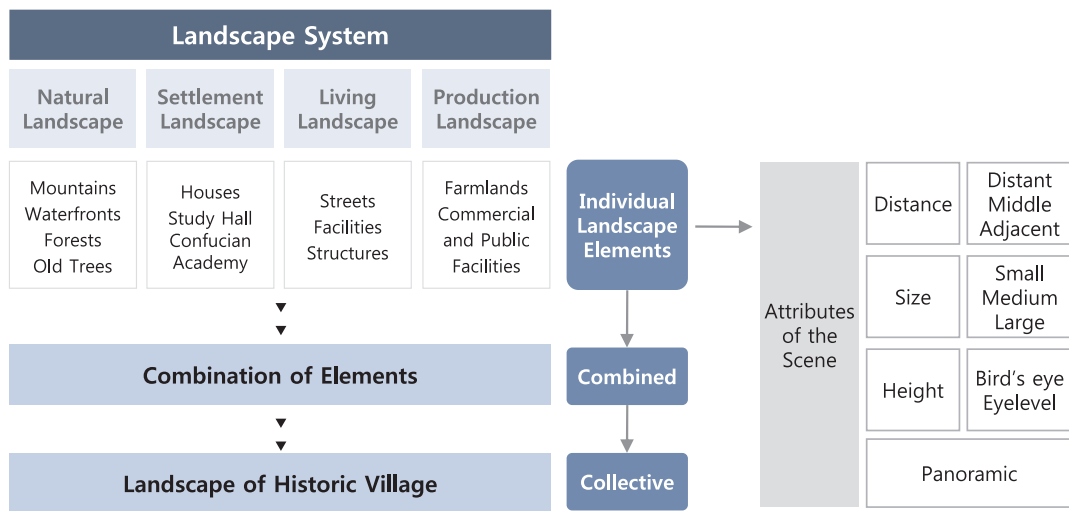 Landscape System
Natural
Landscape
Settlement
Landscape
Living
Landscape
Production
Landscape
Mountains
Waterfronts
Forests
Old Trees
Houses
Study Hall
Confucian
Academy
Streets
Facilities
Structures
Farmlands
Commercial
and Public
Facilities
Individual
Landscape
Elements
Combination of Elements
Combined
Landscape of Historic Village
Collective
Attributes
of the
Scene
Distance
Distant
Middle
Adjacent
Size
Small
Medium
Large
Height
Bird's eye
Eyelevel
Panoramic